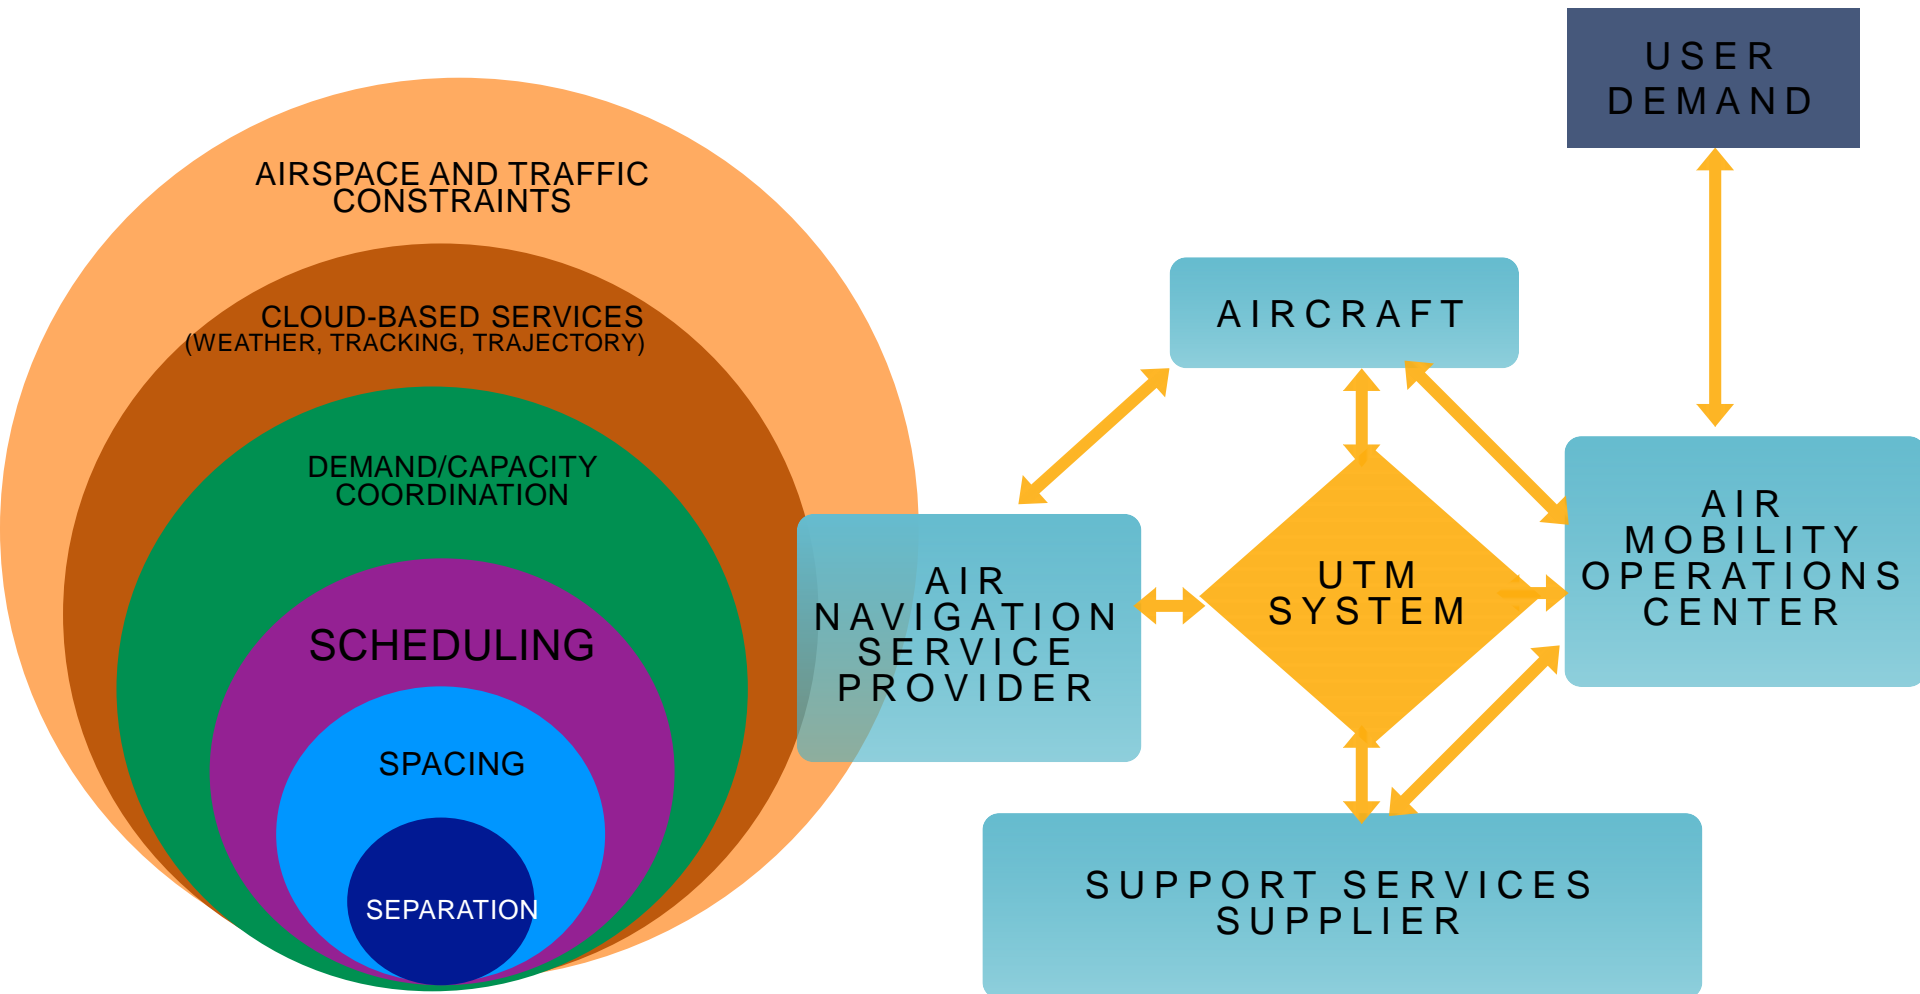 AIRSPACE AND TRAFFIC
CONSTRAINTS
CLOUD-BASED SERVICES
(WEATHER, TRACKING, TRAJECTORY)
DEMAND/CAPACITY
COORDINATION
SCHEDULING
SPACING
SEPARATION
USER
DEMAND
AIRCRAFT
AIR
NAVIGATION
SERVICE
PROVIDER
UTM
SYSTEM
AIR
MOBILITY
OPERATIONS
CENTER
SUPPORT SERVICES
SUPPLIER